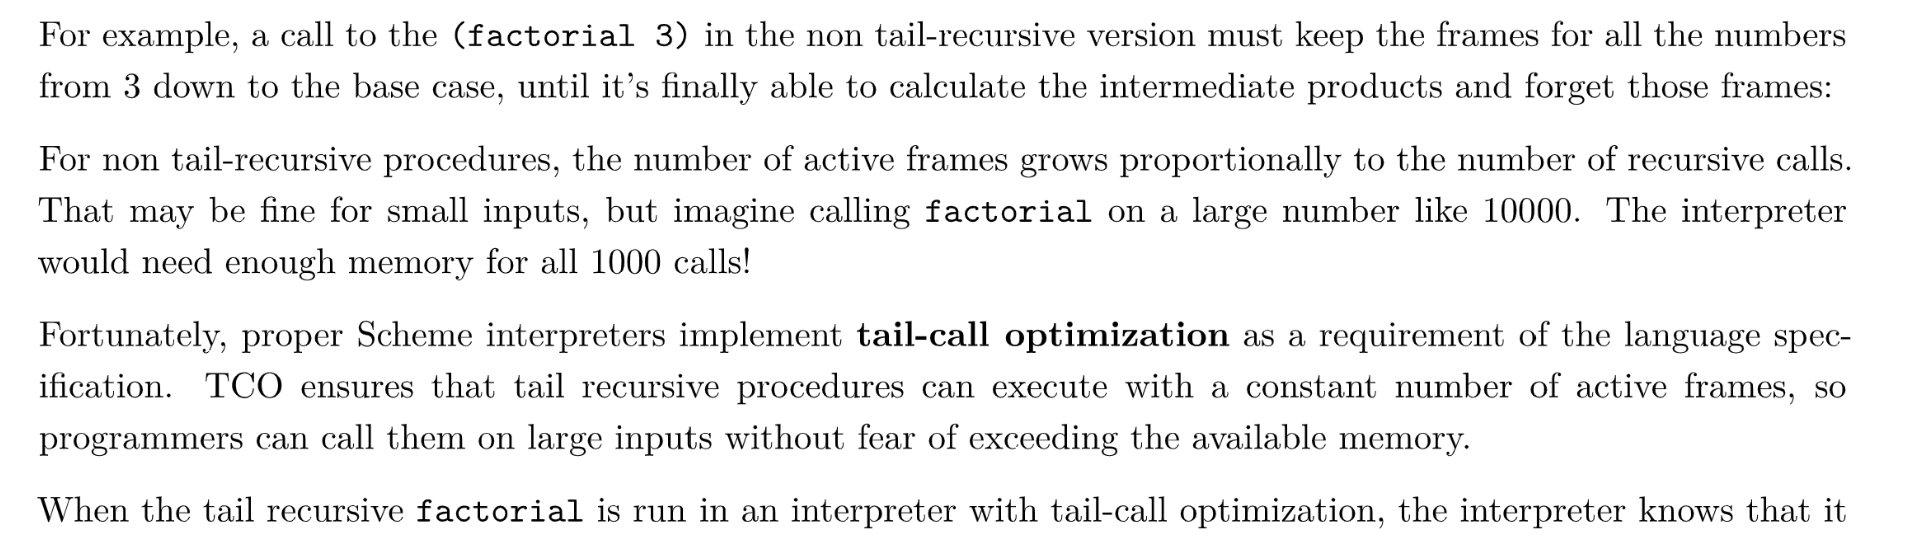 For example, a call to the (factorial 3) in the non tail-recursive version must keep the frames for all the numbers
from 3 down to the base case, until it's finally able to calculate the intermediate products and forget those frames:
For non tail-recursive procedures, the number of active frames grows proportionally to the number of recursive calls.
That may be fine for small inputs, but imagine calling factorial on a large number like 10000. The interpreter
would need enough memory for all 1000 calls!
Fortunately, proper Scheme interpreters implement tail-call optimization as a requirement of the language spec-
ification. TCO ensures that tail recursive procedures can execute with a constant number of active frames, so
programmers can call them on large inputs without fear of exceeding the available memory.
When the tail recursive factorial is run in an interpreter with tail-call optimization, the interpreter knows that it